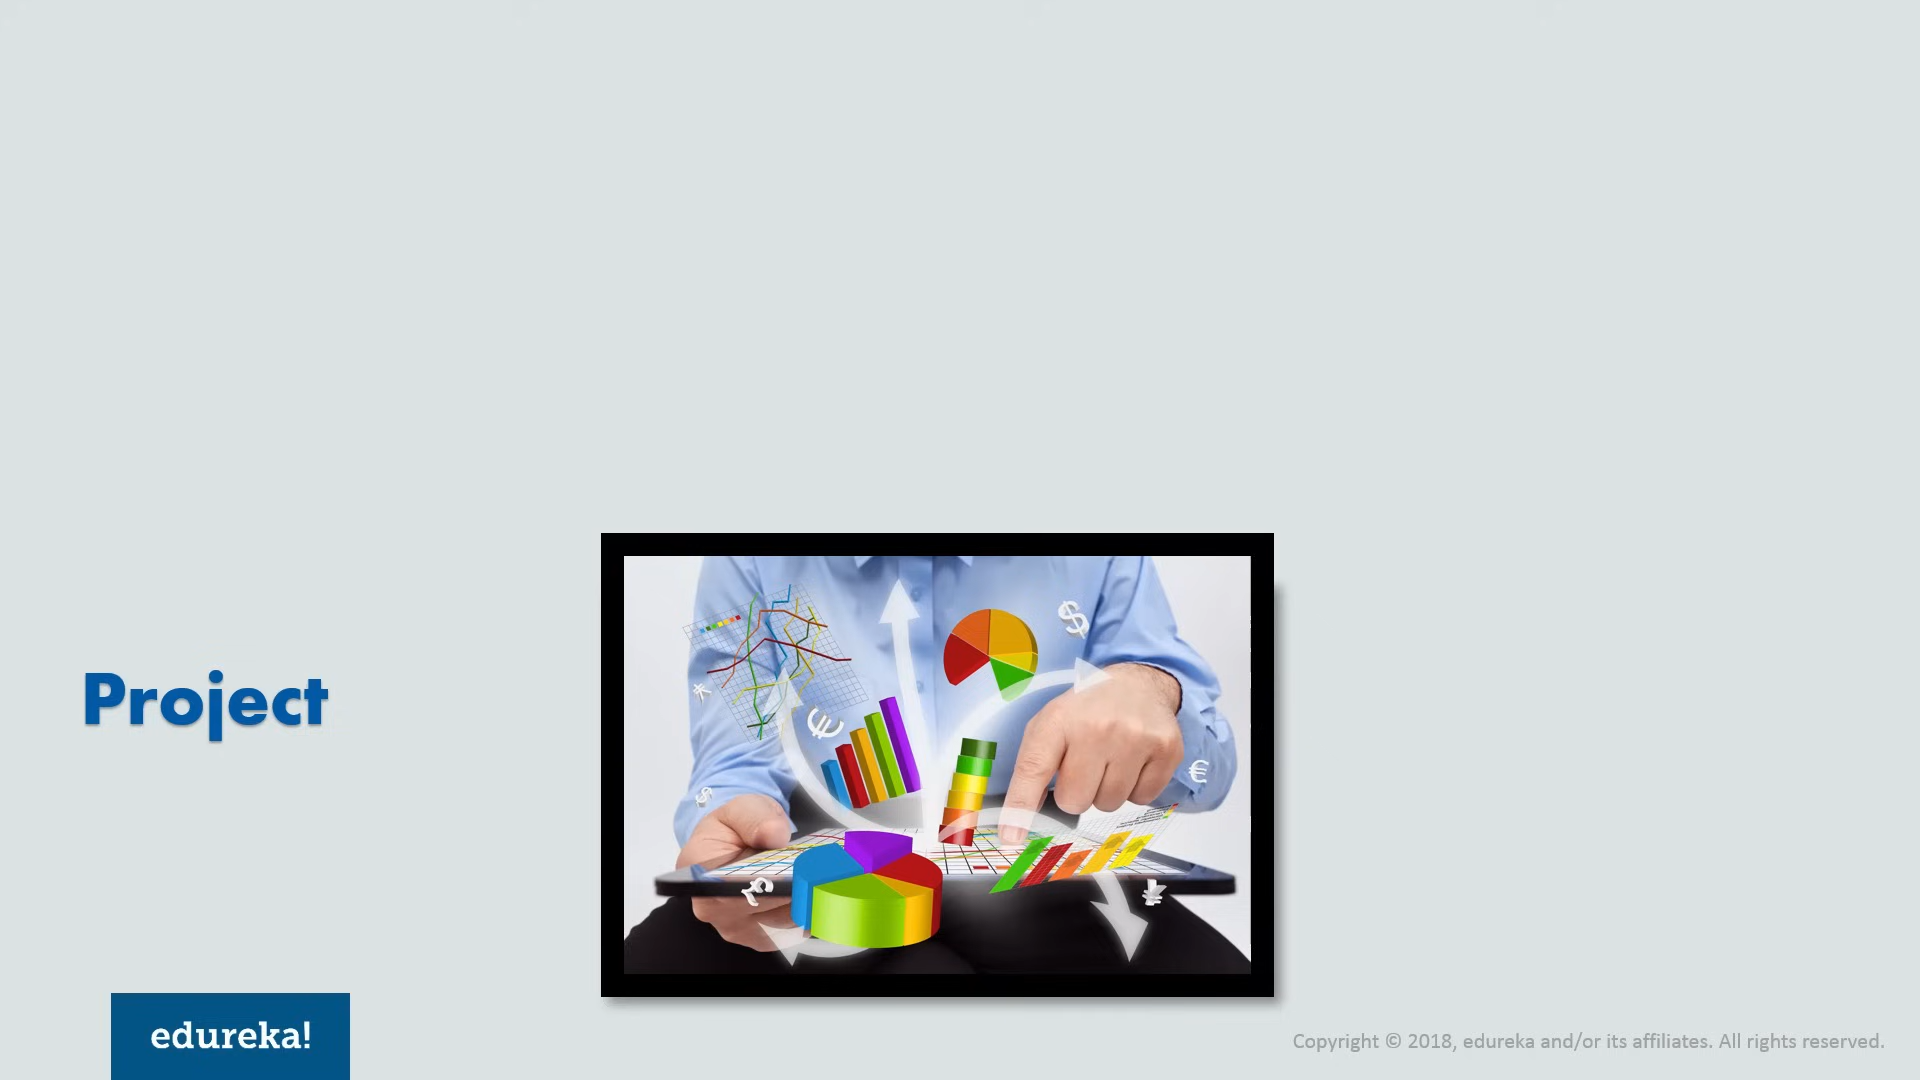 Project
edureka!
Copyright © 2018, edureka and/or its affiliates. All rights reserved.